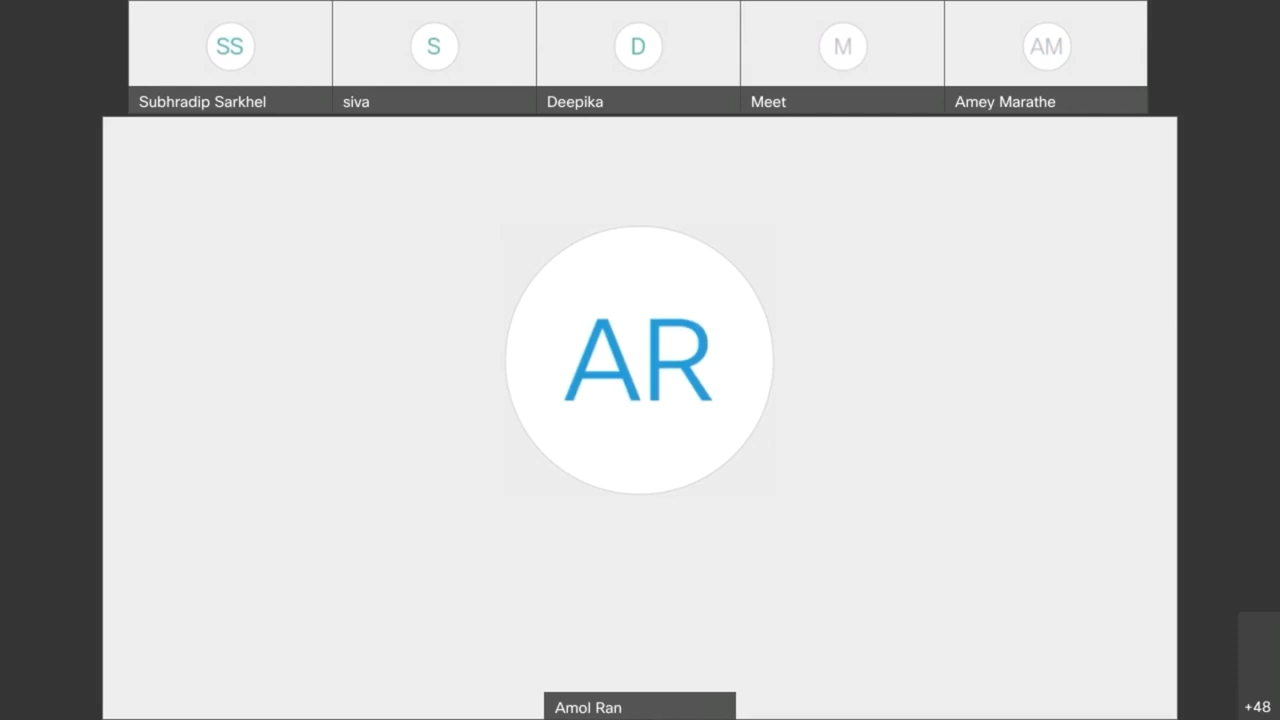 SS
S
D
M
AM
Subhradip Sarkhel
siva
Deepika
Meet
Amey Marathe
AR
Amol Ran
+48